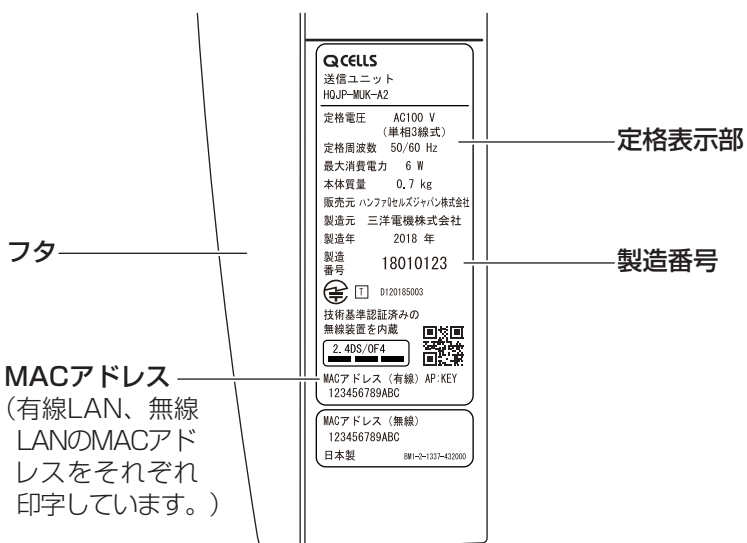 QCELLS
送信ユニット
HQJP-MUK-A2
定格電圧 AC100 V
(単相3線式)
定格周波数 50/60 Hz
最大消費電力 6 W
本体質量 0.7 kg
販売元 ハンファQセルズジャパン株式会社
製造元 三洋電機株式会社
製造年 2018 年
製造
番号 18010123
T D120185003
技術基準認証済みの
無線装置を内蔵
2.4DS/OF4
MACアドレス (有線) AP:KEY
123456789ABC
MACアドレス (無線)
123456789ABC
日本製 BM1-2-1337-432000
定格表示部
製造番号
フタ
MACアドレス
(有線LAN、無線
LANのMACアド
レスをそれぞれ
印字しています。)